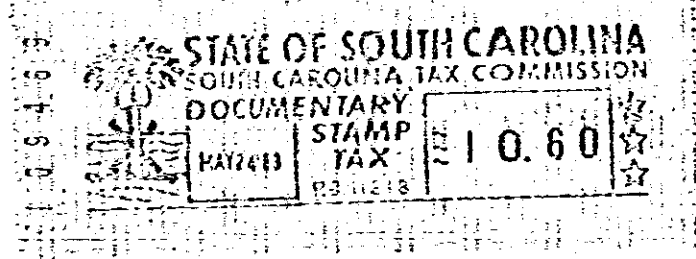 STATE OF SOUTH CAROLINA
SOUTH CAROLINA TAX COMMISSION
DOCUMENTARY
STAMP
TAX
10.60